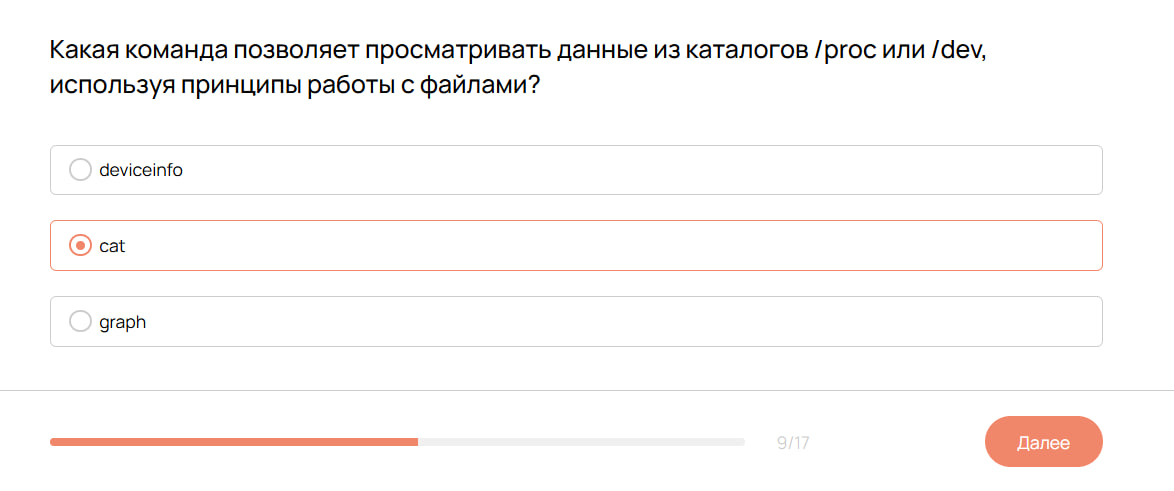 Какая команда позволяет просматривать данные из каталогов /proc или /dev,
используя принципы работы с файлами?
deviceinfo
cat
graph
9/17
Далее